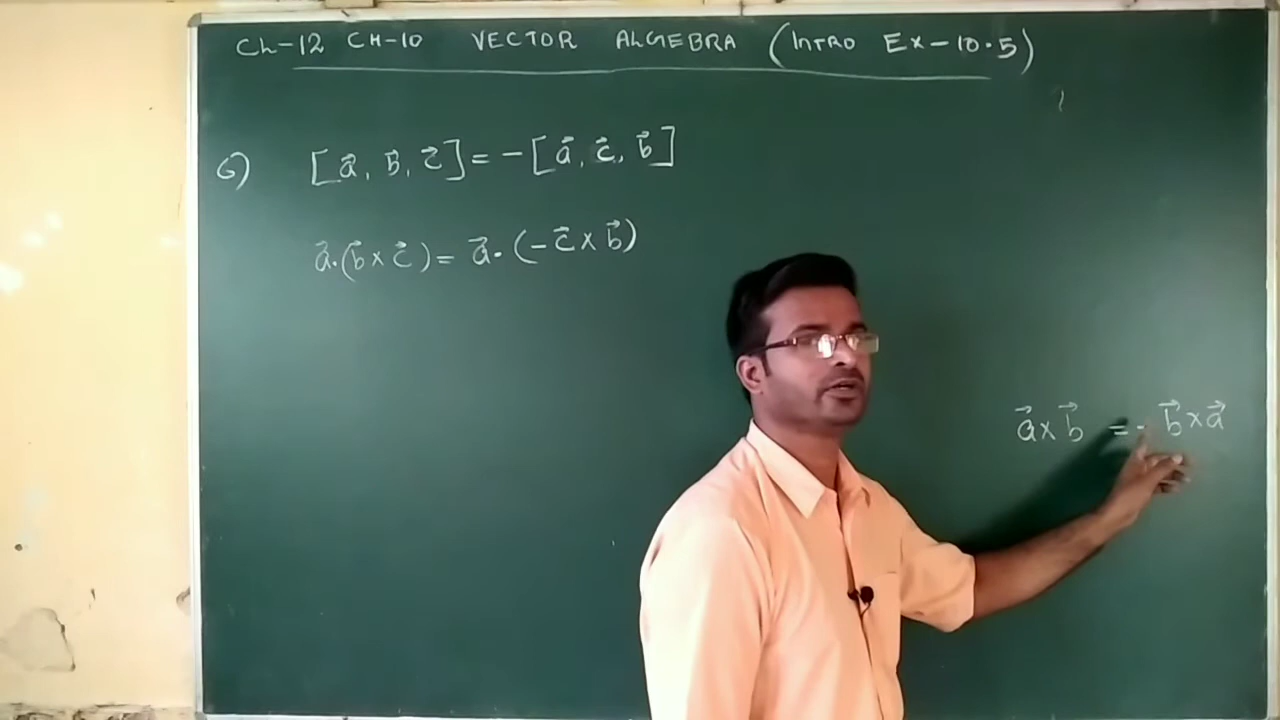 Ch-12 CH-10 VECTOR ALGEBRA (INTRO Ex-10.5)
6) [a⃗, b⃗, c⃗] = -[a⃗, c⃗, b⃗]
a⃗·(b⃗ × c⃗) = a⃗·(-c⃗ × b⃗)
a⃗ × b⃗ = - b⃗ × a⃗